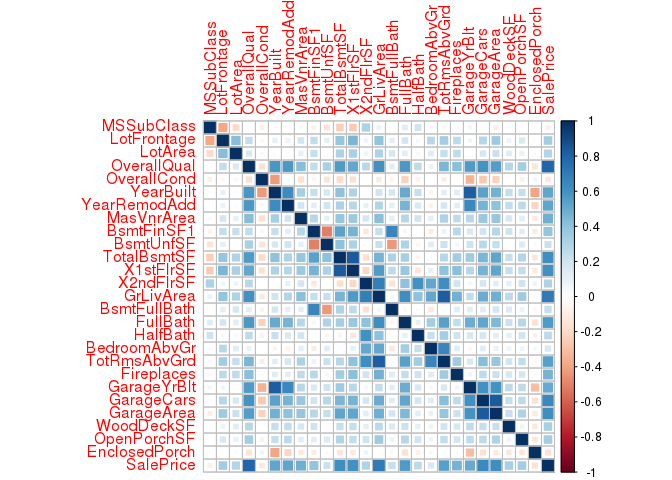 MSSubClass
LotFrontage
LotArea
OverallQual
OverallCond
YearBuilt
YearRemodAdd
MasVnrArea
BsmtFinSF1
BsmtUnfSF
TotalBsmtSF
X1stFlrSF
X2ndFlrSF
GrLivArea
BsmtFullBath
FullBath
HalfBath
BedroomAbvGr
TotRmsAbvGrd
Fireplaces
GarageYrBlt
GarageCars
GarageArea
WoodDeckSF
OpenPorchSF
EnclosedPorch
SalePrice
MSSubClass
LotFrontage
LotArea
OverallQual
OverallCond
YearBuilt
YearRemodAdd
MasVnrArea
BsmtFinSF1
BsmtUnfSF
TotalBsmtSF
X1stFlrSF
X2ndFlrSF
GrLivArea
BsmtFullBath
FullBath
HalfBath
BedroomAbvGr
TotRmsAbvGrd
Fireplaces
GarageYrBlt
GarageCars
GarageArea
WoodDeckSF
OpenPorchSF
EnclosedPorch
SalePrice
1
0.8
0.6
0.4
0.2
0
-0.2
-0.4
-0.6
-0.8
-1